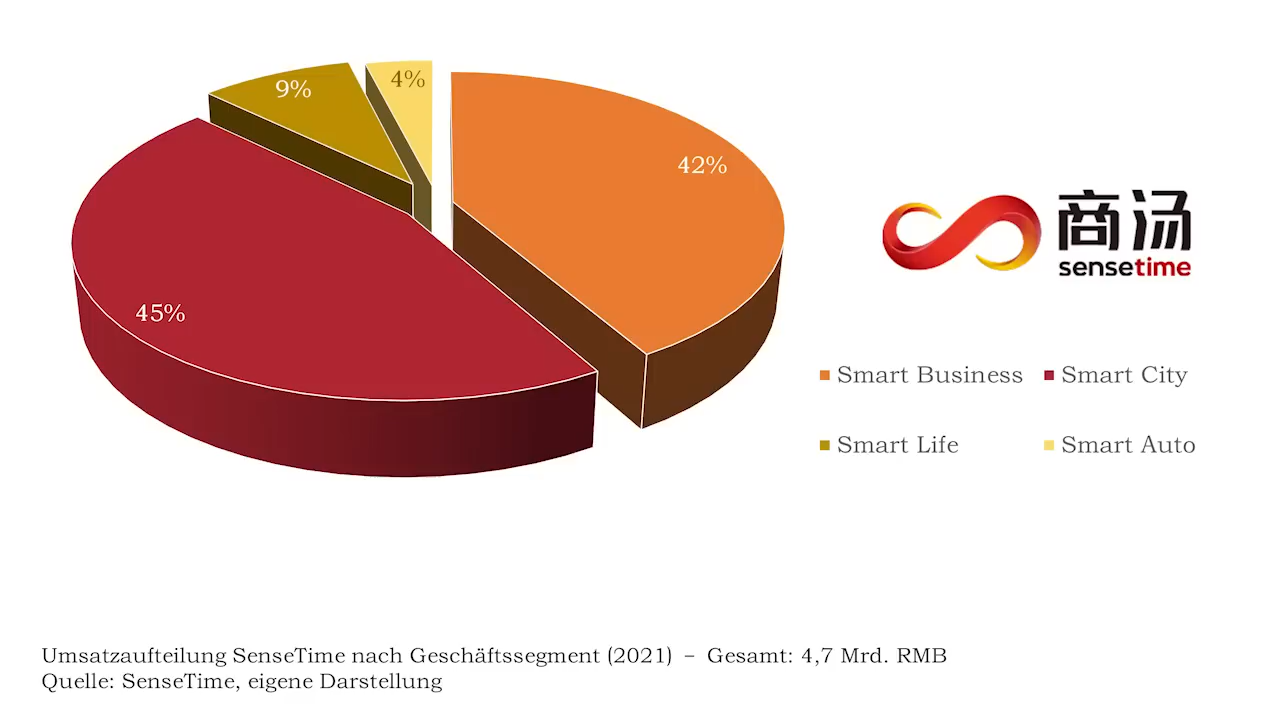 4%
9%
42%
45%
商汤
sensetime
Smart Business
Smart City
Smart Life
Smart Auto
Umsatzaufteilung SenseTime nach Geschäftssegment (2021) – Gesamt: 4,7 Mrd. RMB
Quelle: SenseTime, eigene Darstellung